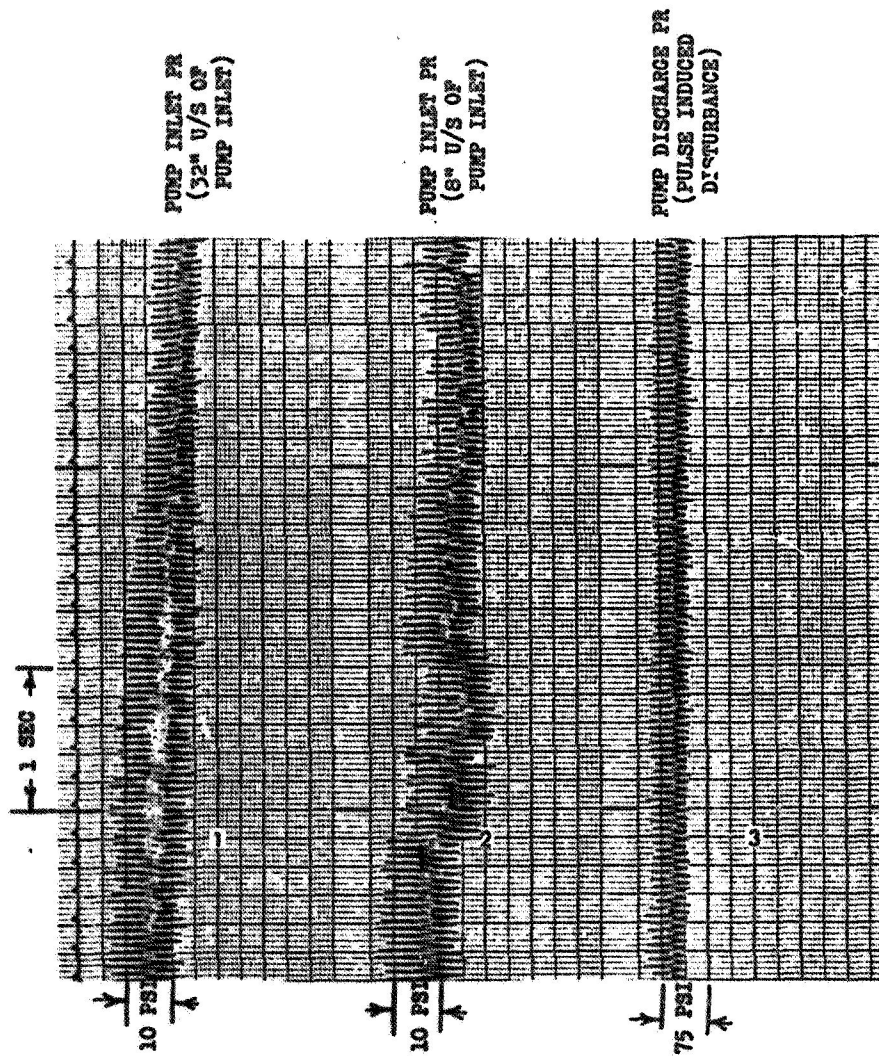 1 SEC
PUMP INLET PR
(32" U/S OF
PUMP INLET)
10 PSI
1
PUMP INLET PR
(8" U/S OF
PUMP INLET)
10 PSI
2
PUMP DISCHARGE PR
(PULSE INDUCED
DISTURBANCE)
75 PSI
3